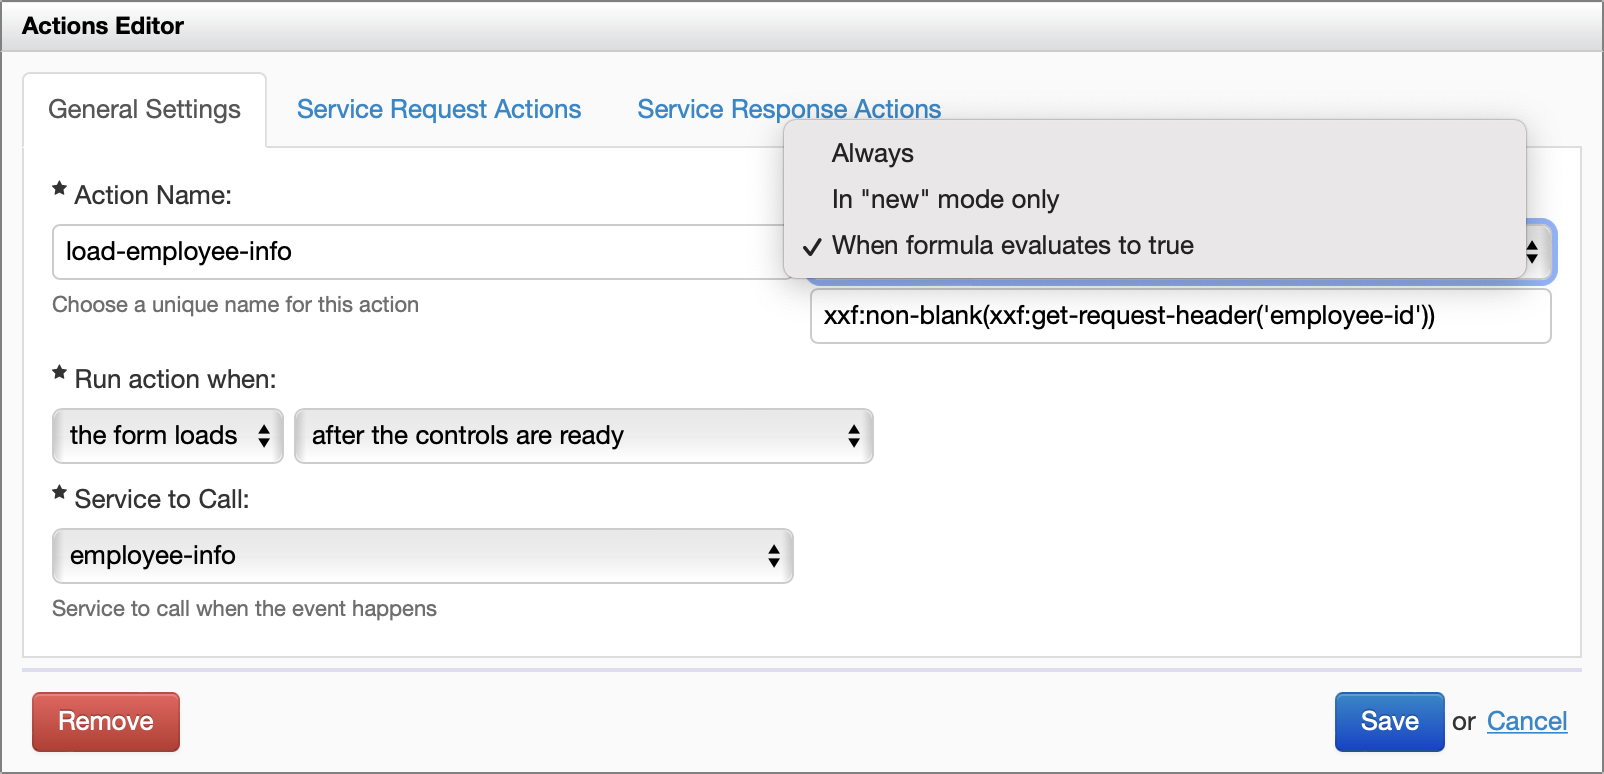 Actions Editor
General Settings
Service Request Actions
Service Response Actions
Always
In "new" mode only
✓ When formula evaluates to true
★ Action Name:
load-employee-info
Choose a unique name for this action
xxf:non-blank(xxf:get-request-header('employee-id'))
★ Run action when:
the form loads
after the controls are ready
★ Service to Call:
employee-info
Service to call when the event happens
Remove
Save or Cancel